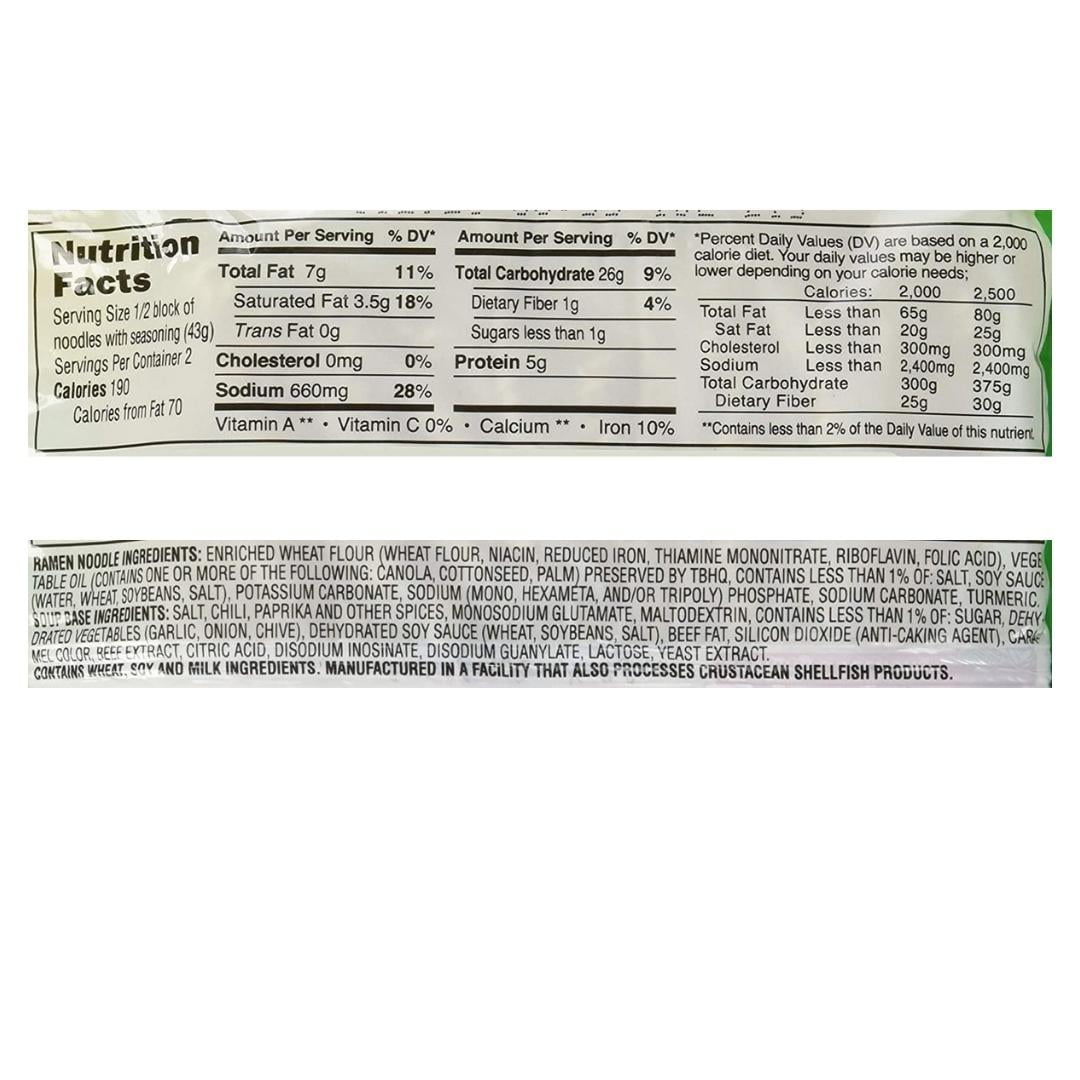 Nutrition
Facts
Serving Size 1/2 block of
noodles with seasoning (43g)
Servings Per Container 2
Calories 190
Calories from Fat 70
Amount Per Serving % DV*
Total Fat 7g 11%
Saturated Fat 3.5g 18%
Trans Fat 0g
Cholesterol 0mg 0%
Sodium 660mg 28%
Amount Per Serving % DV*
Total Carbohydrate 26g 9%
Dietary Fiber 1g 4%
Sugars less than 1g
Protein 5g
Vitamin A ** • Vitamin C 0% • Calcium ** • Iron 10%
*Percent Daily Values (DV) are based on a 2,000
calorie diet. Your daily values may be higher or
lower depending on your calorie needs;
Calories: 2,000 2,500
Total Fat Less than 65g 80g
Sat Fat Less than 20g 25g
Cholesterol Less than 300mg 300mg
Sodium Less than 2,400mg 2,400mg
Total Carbohydrate 300g 375g
Dietary Fiber 25g 30g
**Contains less than 2% of the Daily Value of this nutrient.
RAMEN NOODLE INGREDIENTS: ENRICHED WHEAT FLOUR (WHEAT FLOUR, NIACIN, REDUCED IRON, THIAMINE MONONITRATE, RIBOFLAVIN, FOLIC ACID), VEGE
TABLE OIL (CONTAINS ONE OR MORE OF THE FOLLOWING: CANOLA, COTTONSEED, PALM) PRESERVED BY TBHQ, CONTAINS LESS THAN 1% OF: SALT, SOY SAUCE
(WATER, WHEAT, SOYBEANS, SALT), POTASSIUM CARBONATE, SODIUM (MONO, HEXAMETA, AND/OR TRIPOLY) PHOSPHATE, SODIUM CARBONATE, TURMERIC.
SOUP BASE INGREDIENTS: SALT, CHILI, PAPRIKA AND OTHER SPICES, MONOSODIUM GLUTAMATE, MALTODEXTRIN, CONTAINS LESS THAN 1% OF: SUGAR, DEHY
DRATED VEGETABLES (GARLIC, ONION, CHIVE), DEHYDRATED SOY SAUCE (WHEAT, SOYBEANS, SALT), BEEF FAT, SILICON DIOXIDE (ANTI-CAKING AGENT), CARA
MEL COLOR, BEEF EXTRACT, CITRIC ACID, DISODIUM INOSINATE, DISODIUM GUANYLATE, LACTOSE, YEAST EXTRACT.
CONTAINS WHEAT, SOY AND MILK INGREDIENTS. MANUFACTURED IN A FACILITY THAT ALSO PROCESSES CRUSTACEAN SHELLFISH PRODUCTS.